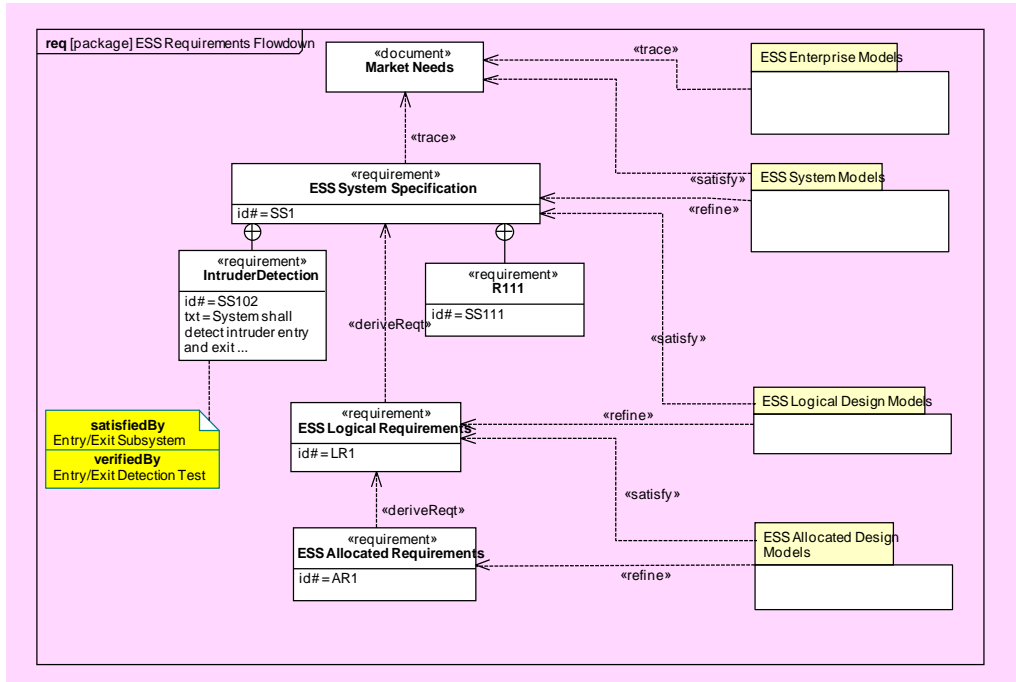 req [package] ESS Requirements Flowdown
«document»
Market Needs
«trace»
ESS Enterprise Models
«trace»
«requirement»
ESS System Specification
id# = SS1
«satisfy»
ESS System Models
«refine»
«requirement»
IntruderDetection
id# = SS102
txt = System shall
detect intruder entry
and exit ...
«requirement»
R111
id# = SS111
«deriveReqt»
«satisfy»
satisfiedBy
Entry/Exit Subsystem
verifiedBy
Entry/Exit Detection Test
«requirement»
ESS Logical Requirements
id# = LR1
«refine»
ESS Logical Design Models
«satisfy»
«deriveReqt»
«requirement»
ESS Allocated Requirements
id# = AR1
«refine»
ESS Allocated Design
Models